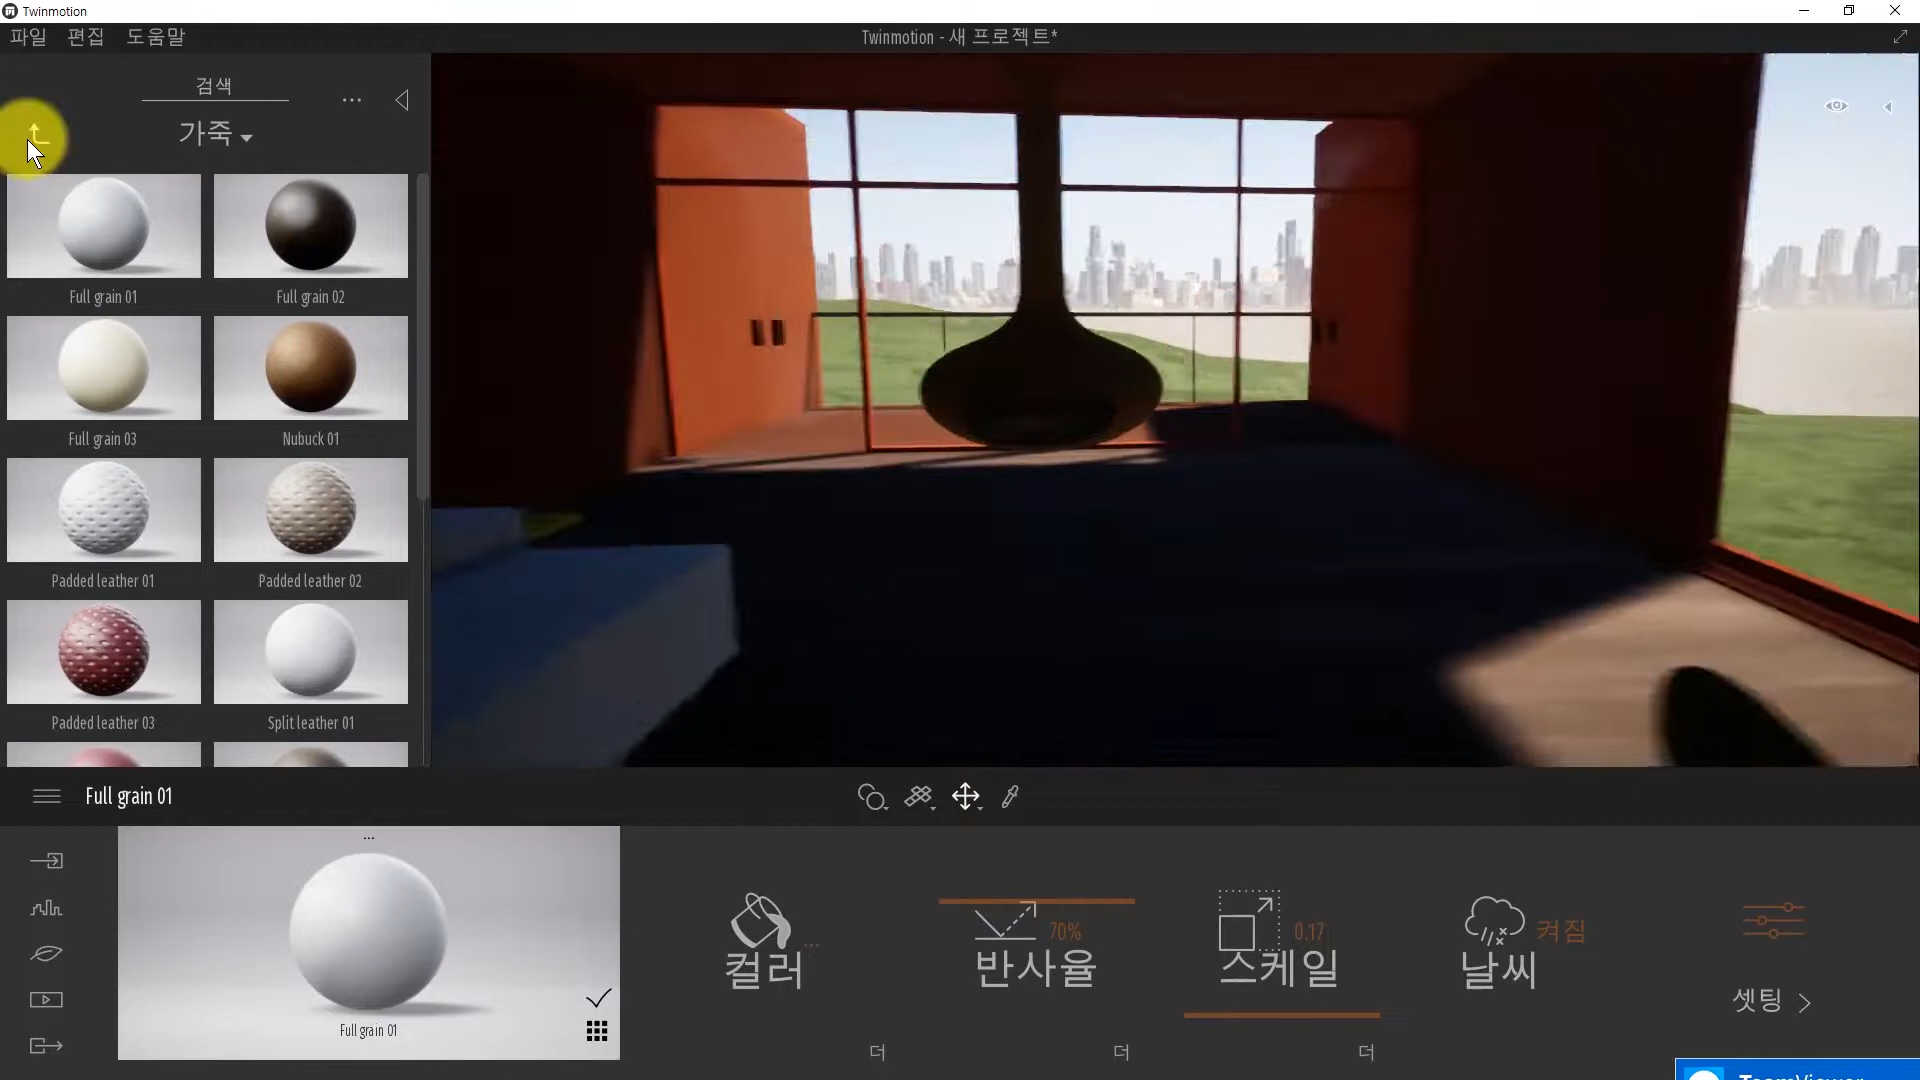 Twinmotion
파일 편집 도움말
Twinmotion - 새 프로젝트*
검색
...
가죽
Full grain 01
Full grain 02
Full grain 03
Nubuck 01
Padded leather 01
Padded leather 02
Padded leather 03
Split leather 01
Full grain 01
...
Full grain 01
컬러 ...
더
70%
반사율
더
0.17
스케일
더
켜짐
날씨
셋팅
TeamViewer